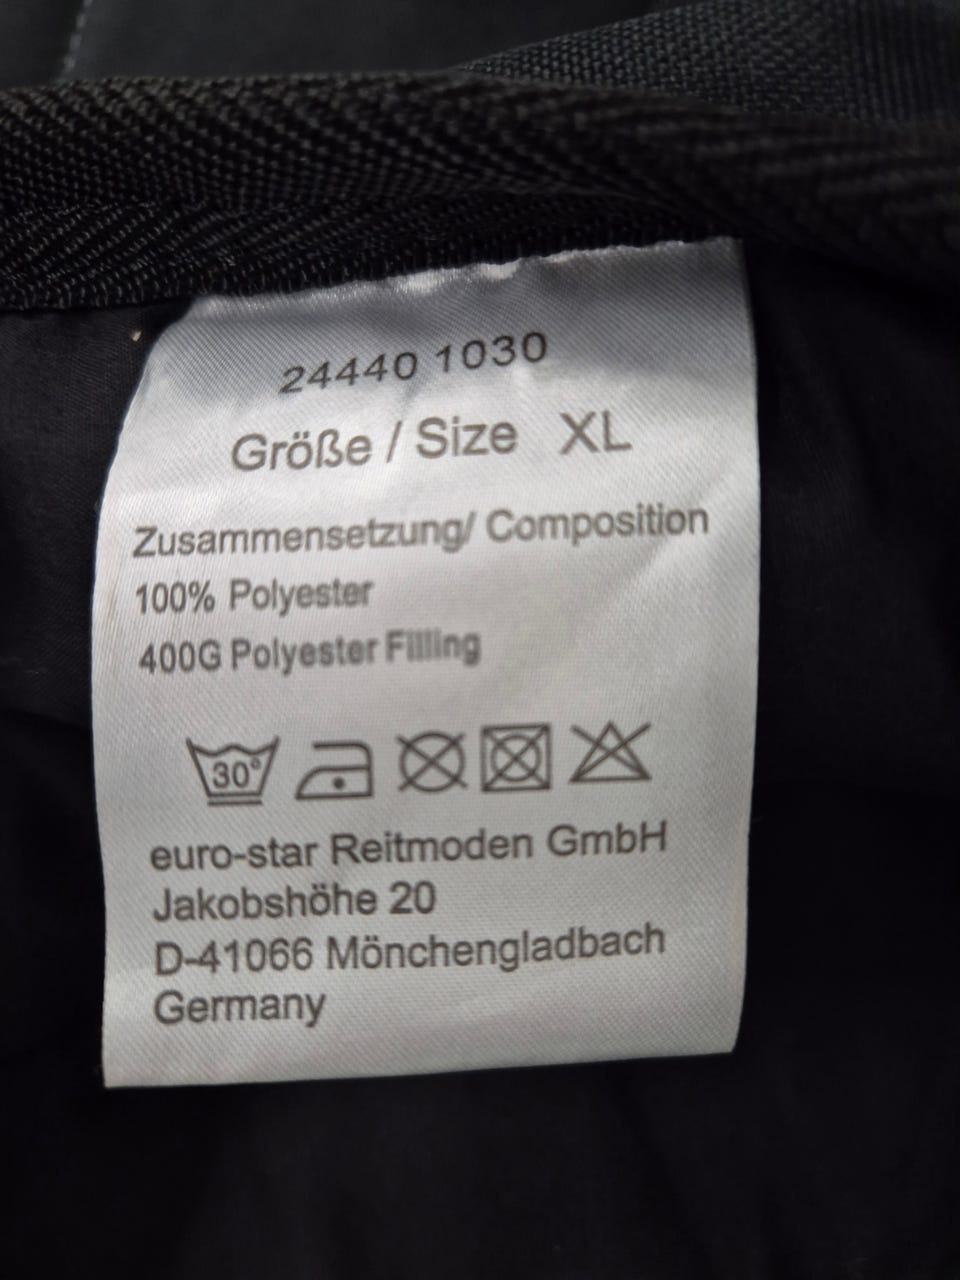 24440 1030
Größe / Size XL
Zusammensetzung/ Composition
100% Polyester
400G Polyester Filling
30°
euro-star Reitmoden GmbH
Jakobshöhe 20
D-41066 Mönchengladbach
Germany